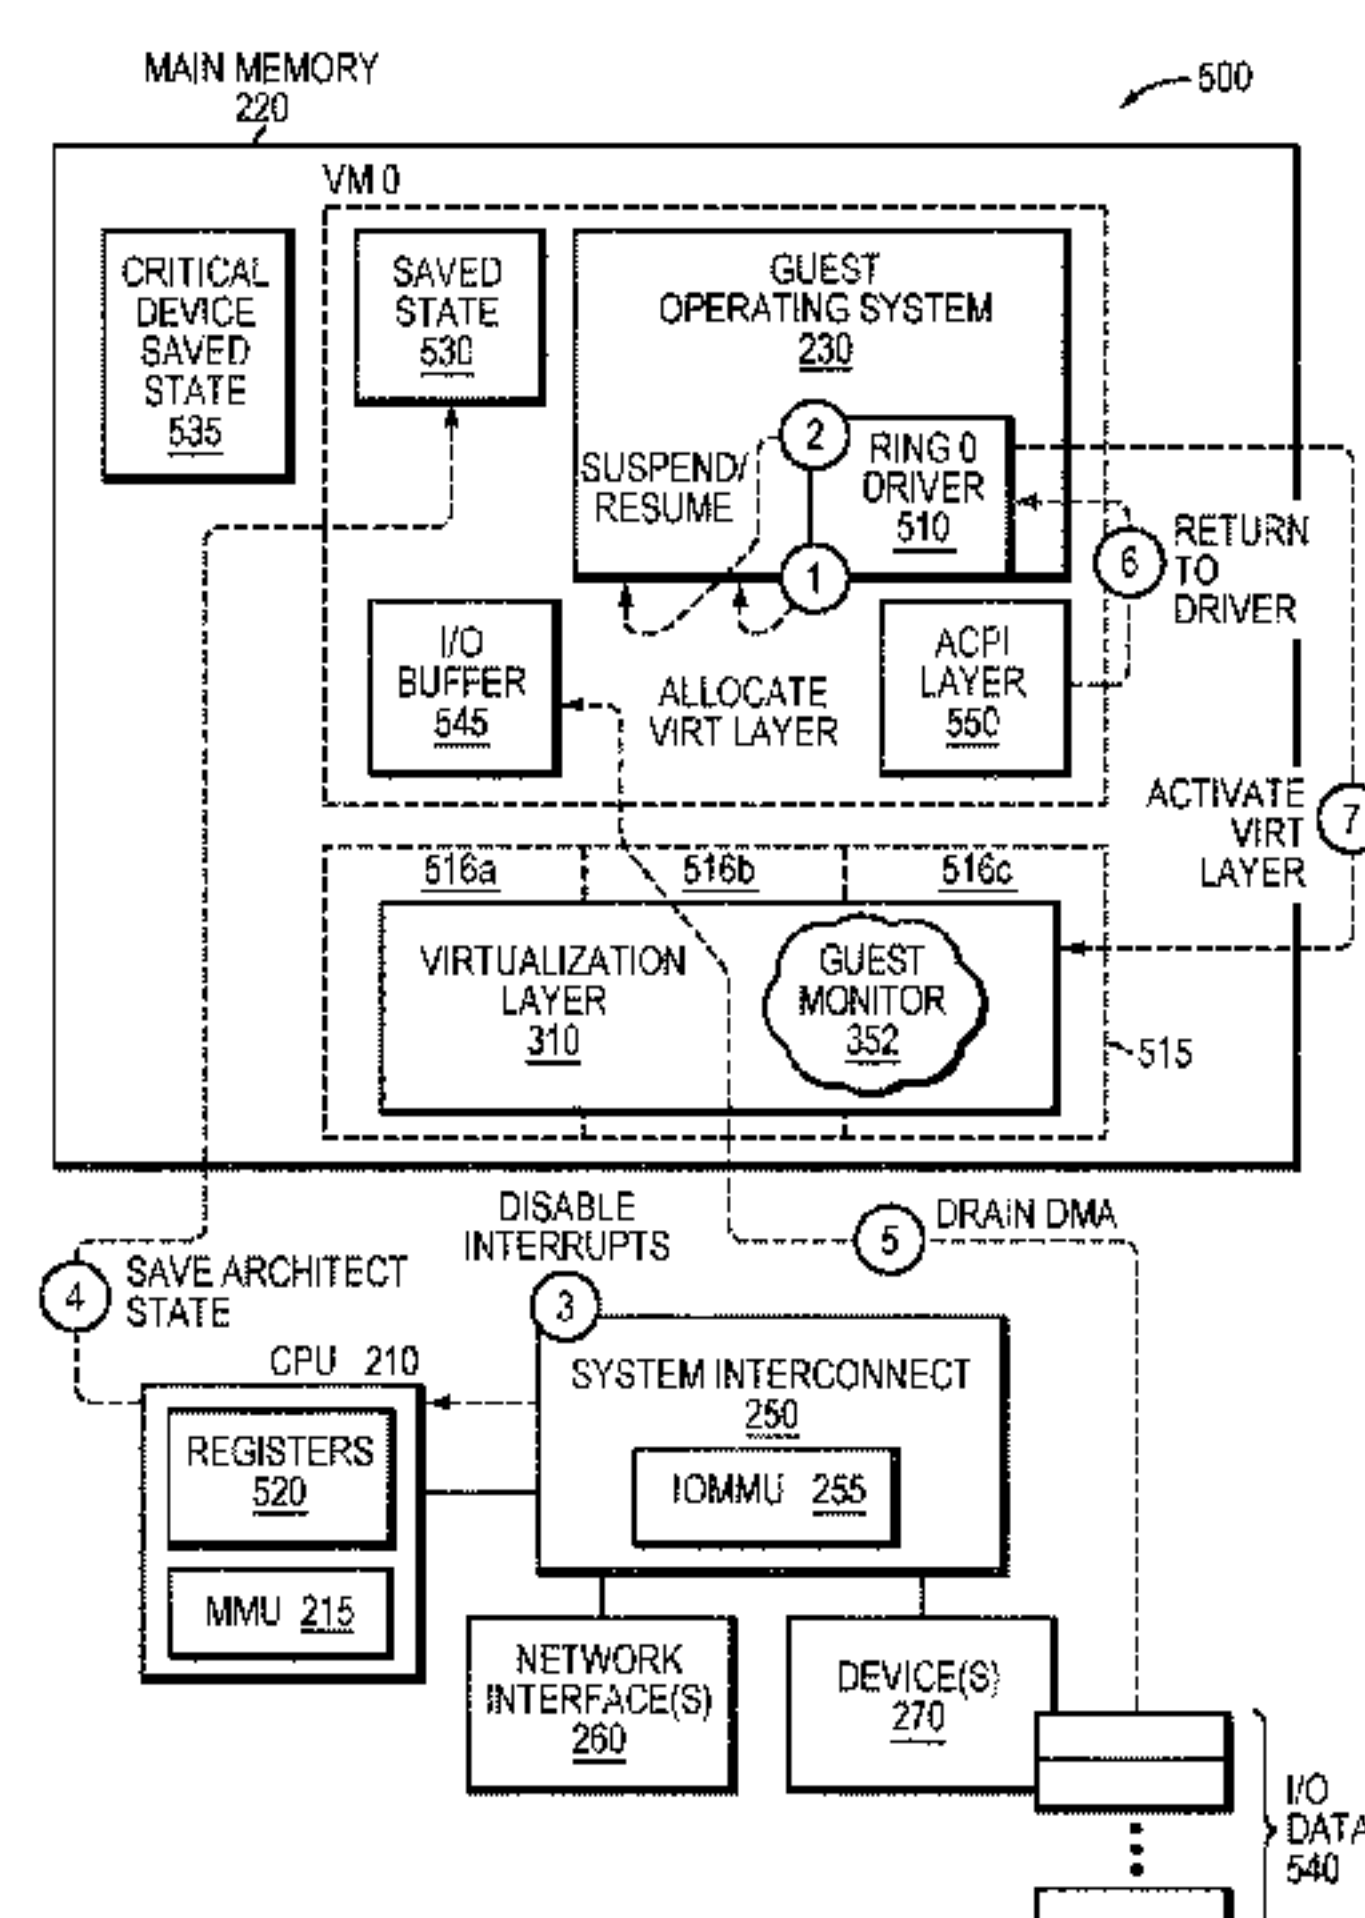 MAIN MEMORY
220
500
VM 0
CRITICAL
DEVICE
SAVED
STATE
535
SAVED
STATE
530
GUEST
OPERATING SYSTEM
230
2
RING 0
DRIVER
510
SUSPEND/
RESUME
1
6
RETURN
TO
DRIVER
I/O
BUFFER
545
ALLOCATE
VIRT LAYER
ACPI
LAYER
550
ACTIVATE
VIRT
LAYER
7
516a
516b
516c
VIRTUALIZATION
LAYER
310
GUEST
MONITOR
352
515
DISABLE
INTERRUPTS
5
DRAIN DMA
4
SAVE ARCHITECT
STATE
3
CPU 210
SYSTEM INTERCONNECT
250
REGISTERS
520
IOMMU 255
MMU 215
NETWORK
INTERFACE(S)
260
DEVICE(S)
270
I/O
DATA
540